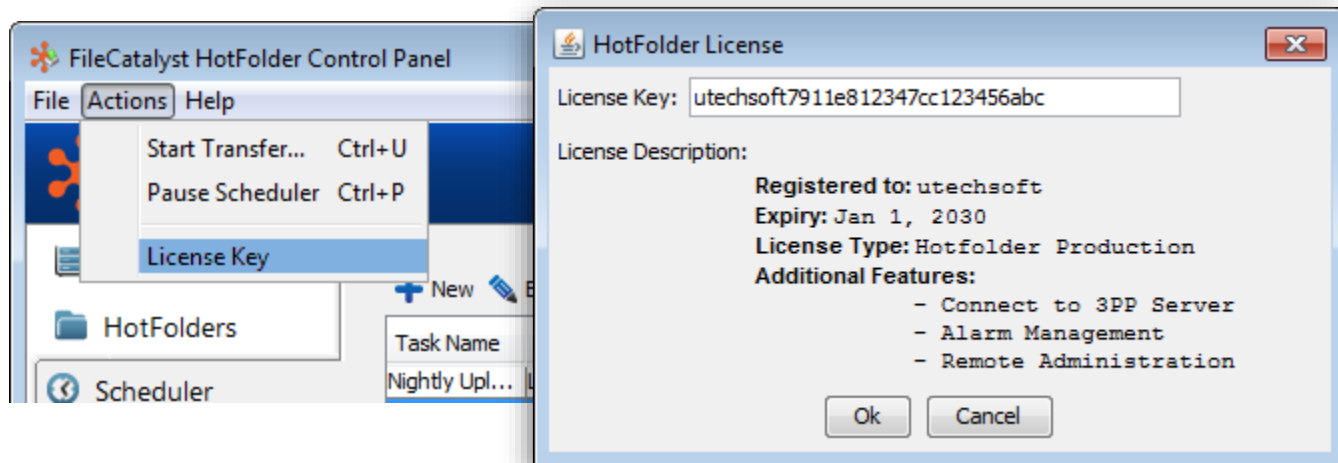 FileCatalyst HotFolder Control Panel
File Actions Help
Start Transfer... Ctrl+U
Pause Scheduler Ctrl+P
License Key
New
HotFolders
Task Name
Nightly Upl...
Scheduler
HotFolder License
License Key: utechsoft7911e812347cc123456abc
License Description:
Registered to: utechsoft
Expiry: Jan 1, 2030
License Type: Hotfolder Production
Additional Features:
- Connect to 3PP Server
- Alarm Management
- Remote Administration
Ok Cancel